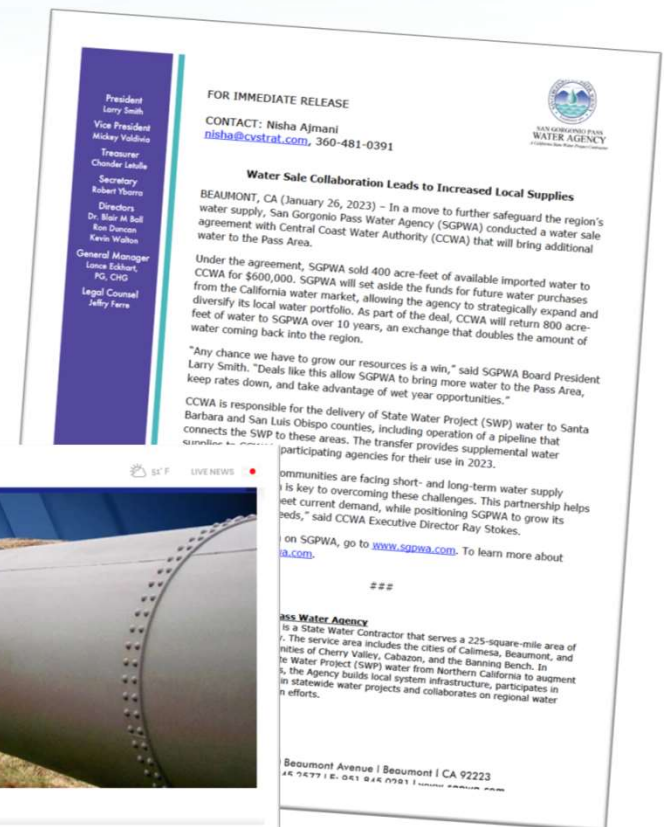 President
Larry Smith
Vice President
Mickey Valdivia
Treasurer
Chander Letulle
Secretary
Robert Ybarra
Directors
Dr. Blair M Ball
Ron Duncan
Kevin Walton
General Manager
Lance Eckhart,
PG, CHG
Legal Counsel
Jeffry Ferre
FOR IMMEDIATE RELEASE
CONTACT: Nisha Ajmani
nisha@cvstrat.com, 360-481-0391
SAN GORGONIO PASS
WATER AGENCY
A California State Water Project Contractor
Water Sale Collaboration Leads to Increased Local Supplies
BEAUMONT, CA (January 26, 2023) – In a move to further safeguard the region's
water supply, San Gorgonio Pass Water Agency (SGPWA) conducted a water sale
agreement with Central Coast Water Authority (CCWA) that will bring additional
water to the Pass Area.
Under the agreement, SGPWA sold 400 acre-feet of available imported water to
CCWA for $600,000. SGPWA will set aside the funds for future water purchases
from the California water market, allowing the agency to strategically expand and
diversify its local water portfolio. As part of the deal, CCWA will return 800 acre-
feet of water to SGPWA over 10 years, an exchange that doubles the amount of
water coming back into the region.
"Any chance we have to grow our resources is a win," said SGPWA Board President
Larry Smith. "Deals like this allow SGPWA to bring more water to the Pass Area,
keep rates down, and take advantage of wet year opportunities."
CCWA is responsible for the delivery of State Water Project (SWP) water to Santa
Barbara and San Luis Obispo counties, including operation of a pipeline that
connects the SWP to these areas. The transfer provides supplemental water
participating agencies for their use in 2023.
ommunities are facing short- and long-term water supply
is key to overcoming these challenges. This partnership helps
eet current demand, while positioning SGPWA to grow its
eeds," said CCWA Executive Director Ray Stokes.
on SGPWA, go to www.sgpwa.com. To learn more about
a.com.
###
ass Water Agency
is a State Water Contractor that serves a 225-square-mile area of
. The service area includes the cities of Calimesa, Beaumont, and
nities of Cherry Valley, Cabazon, and the Banning Bench. In
te Water Project (SWP) water from Northern California to augment
s, the Agency builds local system infrastructure, participates in
in statewide water projects and collaborates on regional water
n efforts.
Beaumont Avenue | Beaumont | CA 92223
51° F LIVE NEWS